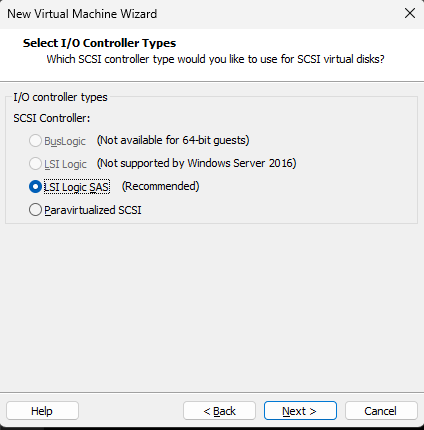 New Virtual Machine Wizard
Select I/O Controller Types
Which SCSI controller type would you like to use for SCSI virtual disks?
I/O controller types
SCSI Controller:
BusLogic (Not available for 64-bit guests)
LSI Logic (Not supported by Windows Server 2016)
LSI Logic SAS (Recommended)
Paravirtualized SCSI
Help < Back Next > Cancel